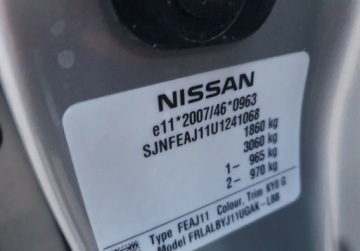 NISSAN
e11*2007/46*0963
SJNFEAJ11U1241068
1860 kg
3060 kg
1- 965 kg
2- 970 kg
Type FEAJ11 Colour, Trim KY0 G
Model FRLALBYJ11UGAK - LBB